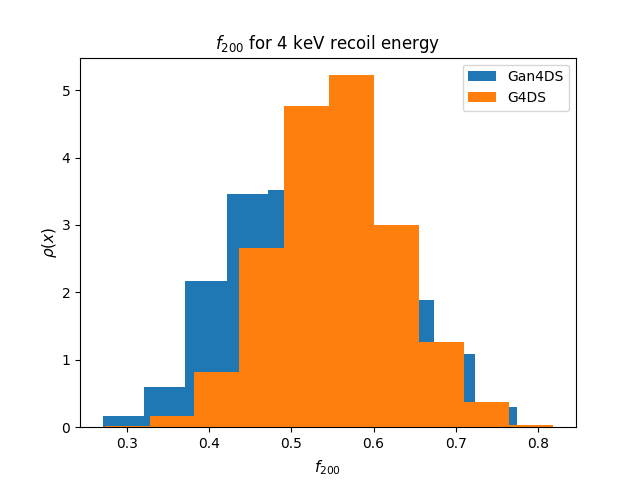 f₂₀₀ for 4 keV recoil energy
Gan4DS
G4DS
ρ(x)
5
4
3
2
1
0
0.3 0.4 0.5 0.6 0.7 0.8
f₂₀₀